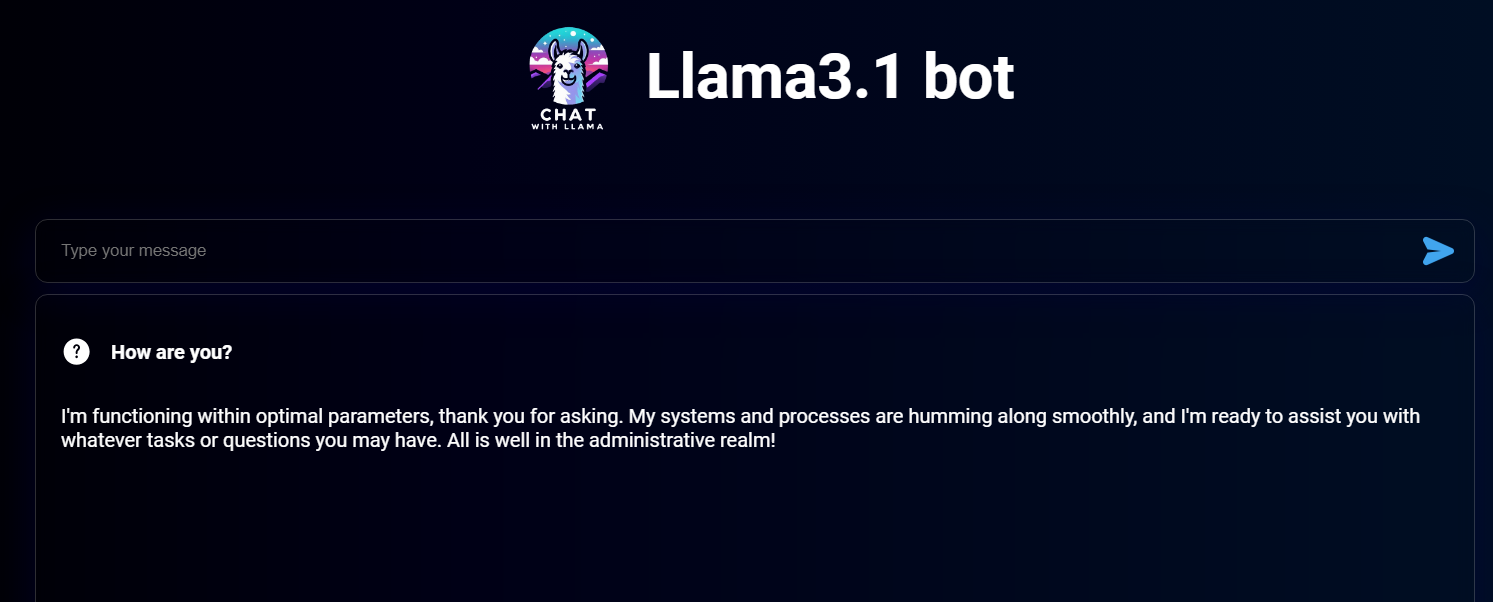 CHAT
WITH LLAMA
Llama3.1 bot
Type your message
? How are you?
I'm functioning within optimal parameters, thank you for asking. My systems and processes are humming along smoothly, and I'm ready to assist you with
whatever tasks or questions you may have. All is well in the administrative realm!